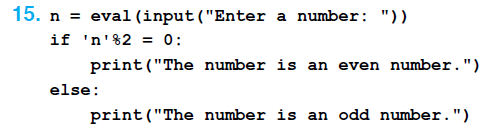 15. n = eval(input("Enter a number: "))
if 'n'%2 = 0:
    print("The number is an even number.")
else:
    print("The number is an odd number.")